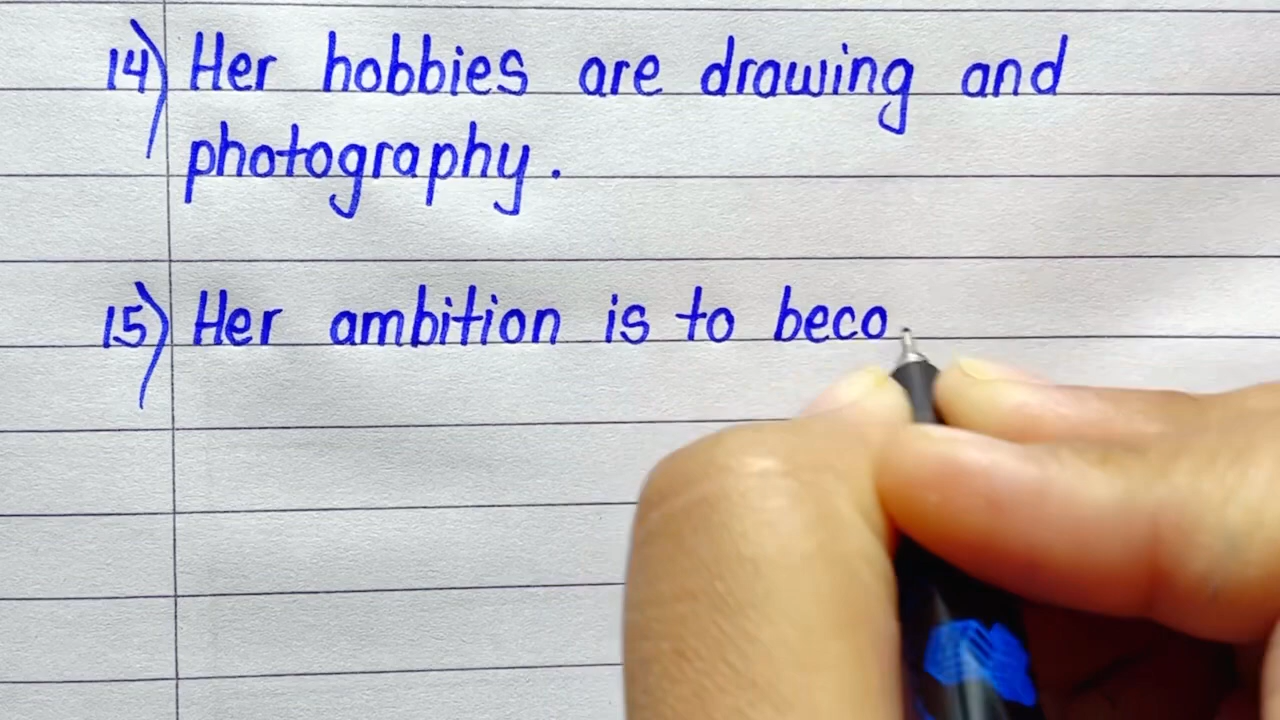 14) Her hobbies are drawing and
photography.
15) Her ambition is to beco